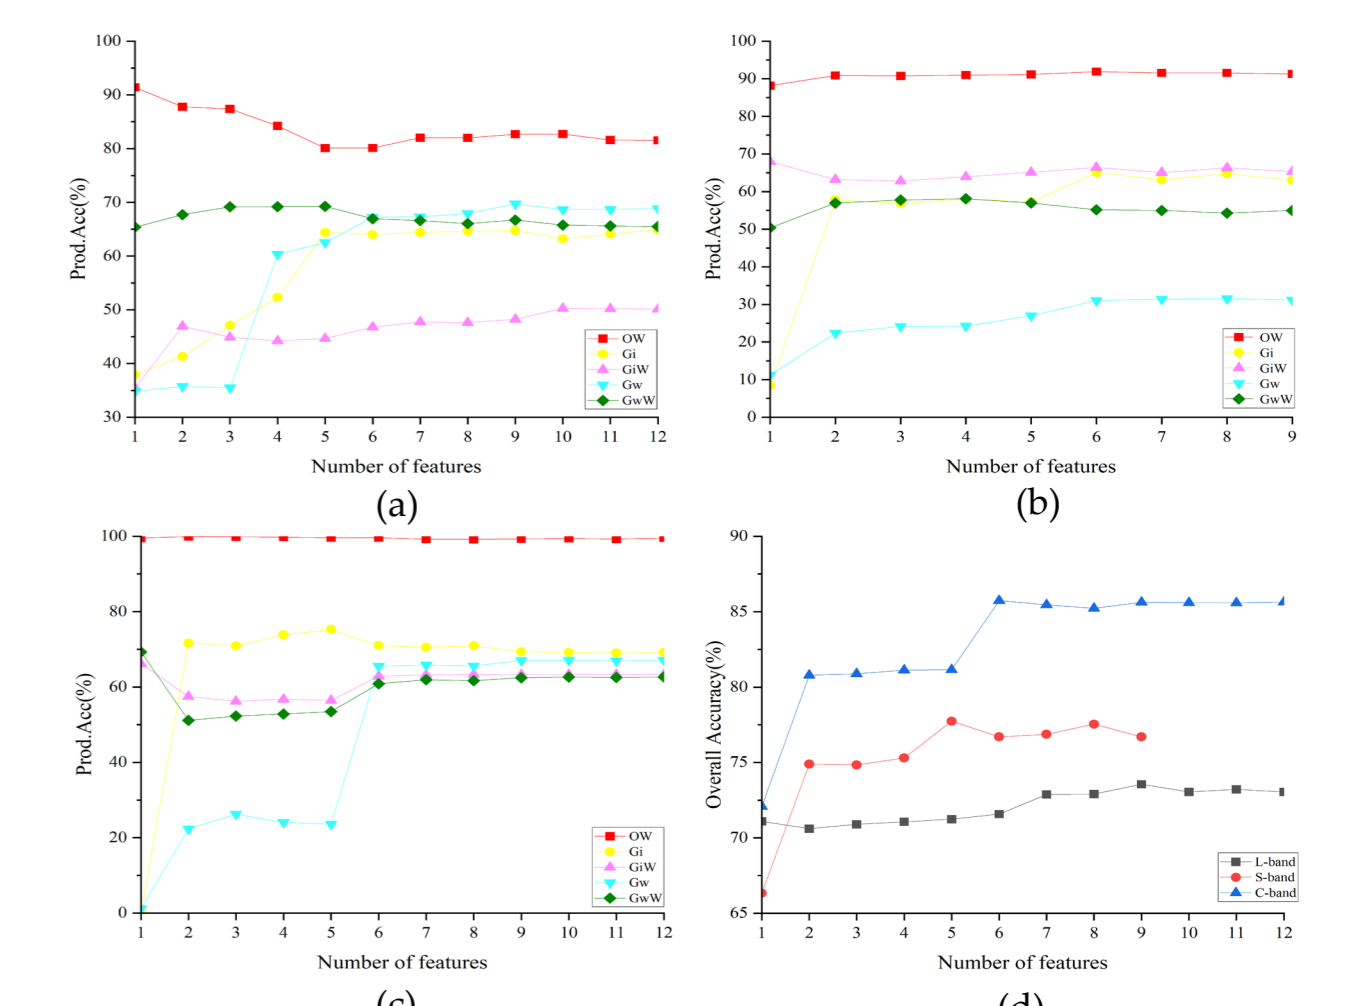 100
90
80
70
60
50
40
30
Prod.Acc(%)
1 2 3 4 5 6 7 8 9 10 11 12
Number of features
OW
Gi
GiW
Gw
GwW
(a)
100
90
80
70
60
50
40
30
20
10
0
Prod.Acc(%)
1 2 3 4 5 6 7 8 9
Number of features
OW
Gi
GiW
Gw
GwW
(b)
100
80
60
40
20
0
Prod.Acc(%)
1 2 3 4 5 6 7 8 9 10 11 12
Number of features
OW
Gi
GiW
Gw
GwW
(c)
90
85
80
75
70
65
Overall Accuracy(%)
1 2 3 4 5 6 7 8 9 10 11 12
Number of features
L-band
S-band
C-band
(d)